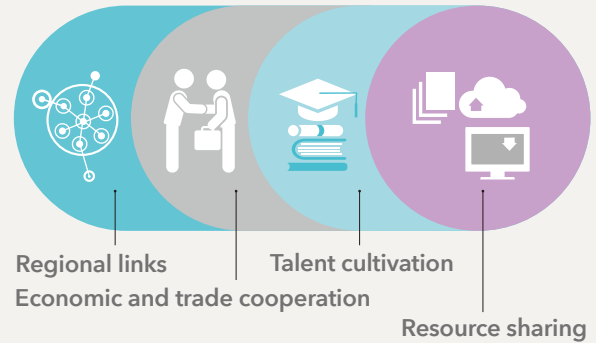 Regional links
Talent cultivation
Economic and trade cooperation
Resource sharing